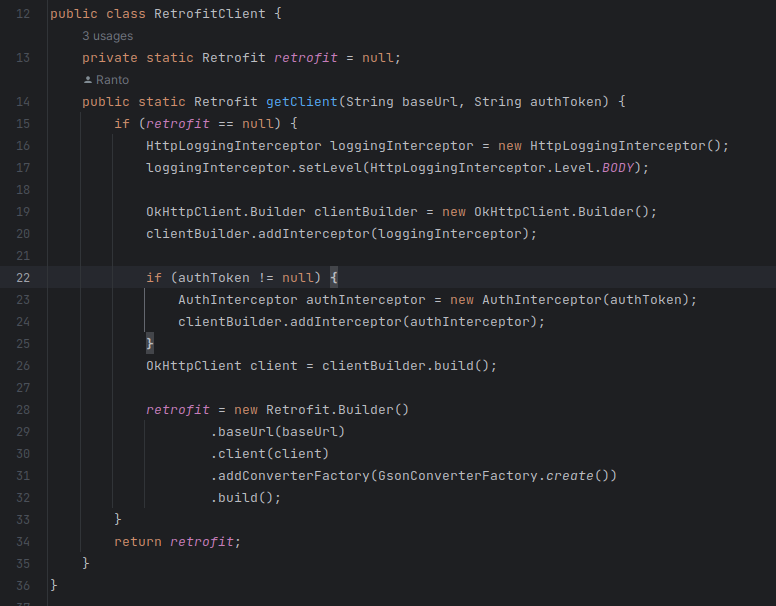 12 public class RetrofitClient {
3 usages
13 private static Retrofit retrofit = null;
Ranto
14 public static Retrofit getClient(String baseUrl, String authToken) {
15 if (retrofit == null) {
16 HttpLoggingInterceptor loggingInterceptor = new HttpLoggingInterceptor();
17 loggingInterceptor.setLevel(HttpLoggingInterceptor.Level.BODY);
18
19 OkHttpClient.Builder clientBuilder = new OkHttpClient.Builder();
20 clientBuilder.addInterceptor(loggingInterceptor);
21
22 if (authToken != null) {
23 AuthInterceptor authInterceptor = new AuthInterceptor(authToken);
24 clientBuilder.addInterceptor(authInterceptor);
25 }
26 OkHttpClient client = clientBuilder.build();
27
28 retrofit = new Retrofit.Builder()
29 .baseUrl(baseUrl)
30 .client(client)
31 .addConverterFactory(GsonConverterFactory.create())
32 .build();
33 }
34 return retrofit;
35 }
36 }